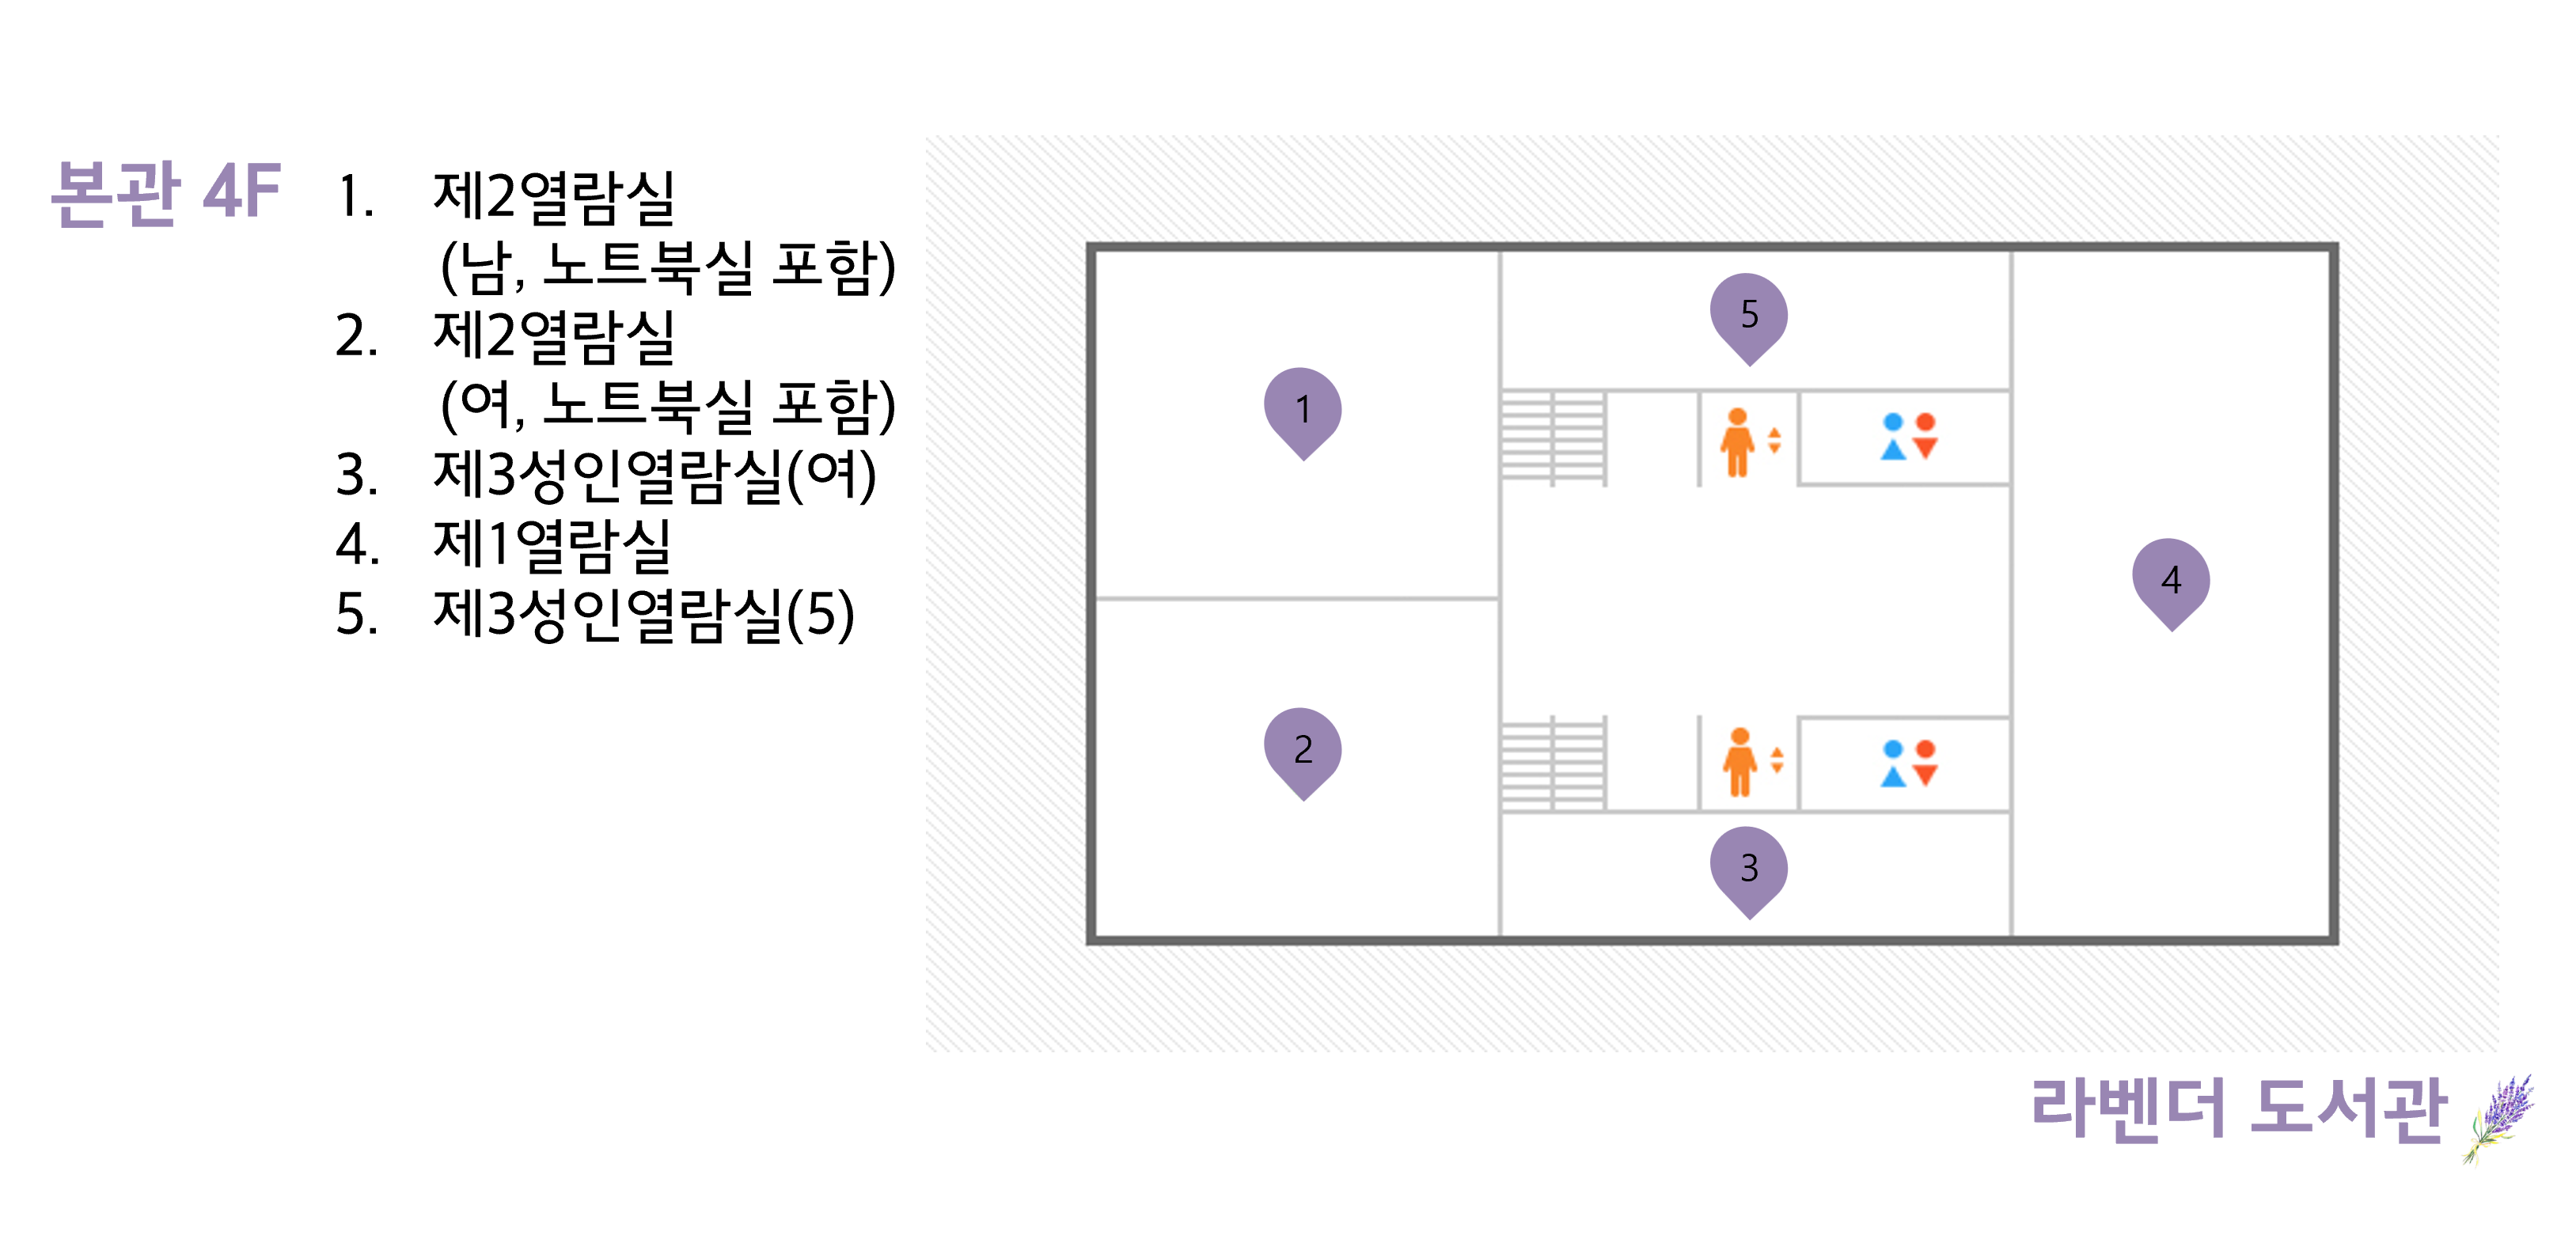 본관 4F
1. 제2열람실
(남, 노트북실 포함)
2. 제2열람실
(여, 노트북실 포함)
3. 제3성인열람실(여)
4. 제1열람실
5. 제3성인열람실(5)
5
1
4
2
3
라벤더 도서관